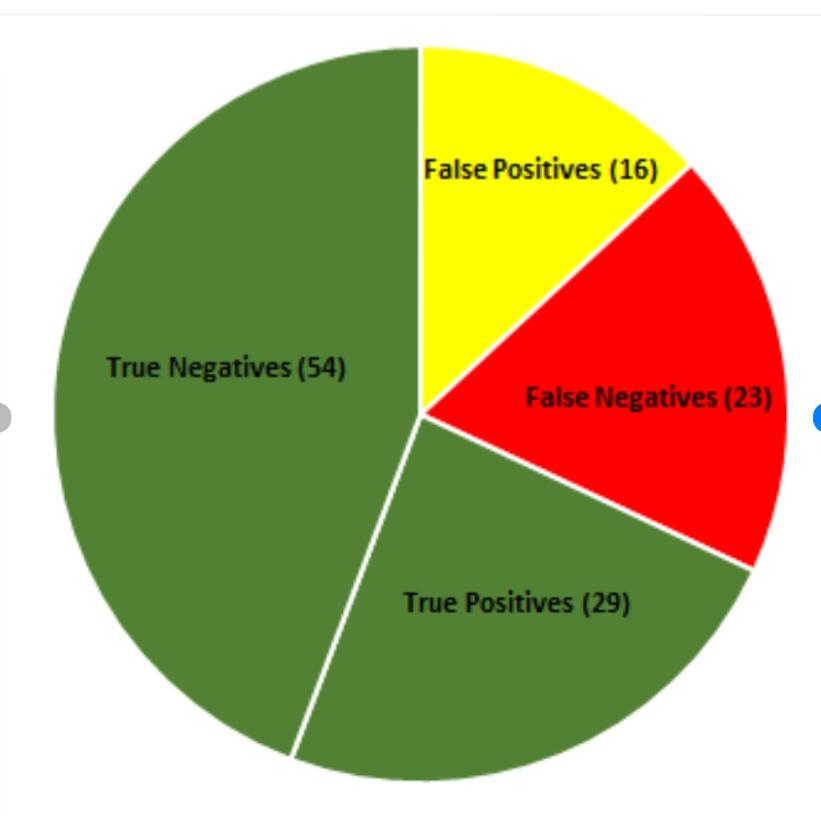 False Positives (16)
True Negatives (54)
False Negatives (23)
True Positives (29)